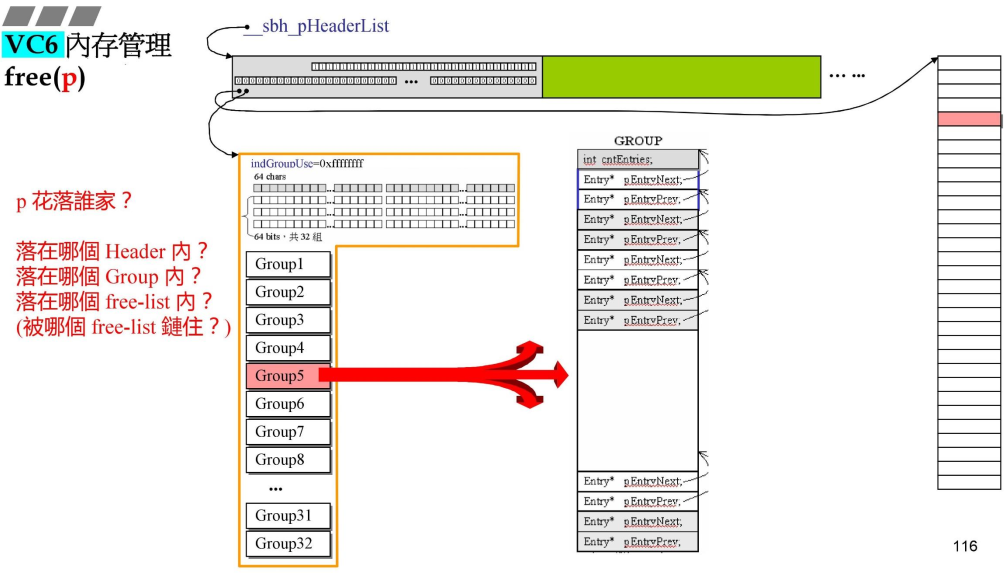 __sbh_pHeaderList
VC6 內存管理
free(p)
... ...
...
indGroupUse=0xffffffff
64 chars
64 bits，共 32 組
p 花落誰家？
落在哪個 Header 內？
落在哪個 Group 內？
落在哪個 free-list 內？
(被哪個 free-list 鏈住？)
Group1
Group2
Group3
Group4
Group5
Group6
Group7
Group8
...
Group31
Group32
GROUP
int cntEntries;
Entry* pEntryNext;
Entry* pEntryPrev;
Entry* pEntryNext;
Entry* pEntryPrev;
Entry* pEntryNext;
Entry* pEntryPrev;
Entry* pEntryNext;
Entry* pEntryPrev;
Entry* pEntryNext;
Entry* pEntryPrev;
Entry* pEntryNext;
Entry* pEntryPrev;
116